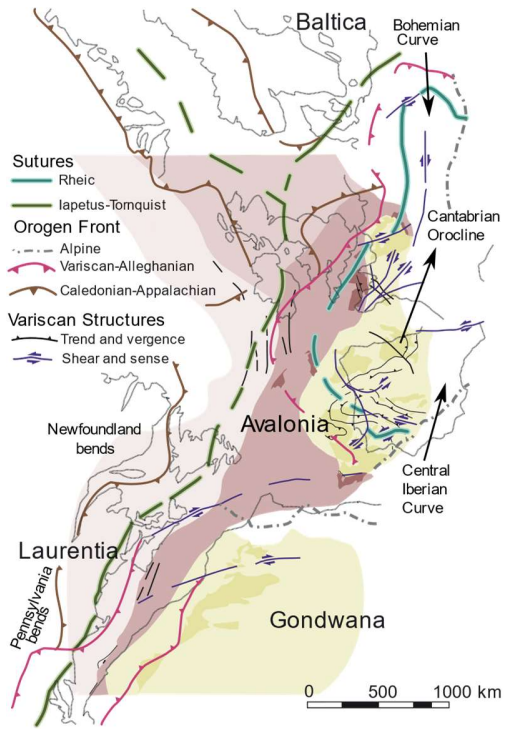 Baltica
Bohemian
Curve
Sutures
Rheic
Iapetus-Tornquist
Orogen Front
Alpine
Variscan-Alleghanian
Caledonian-Appalachian
Variscan Structures
Trend and vergence
Shear and sense
Cantabrian
Orocline
Newfoundland
bends
Avalonia
Central
Iberian
Curve
Laurentia
Pennsylvania
bends
Gondwana
0 500 1000 km